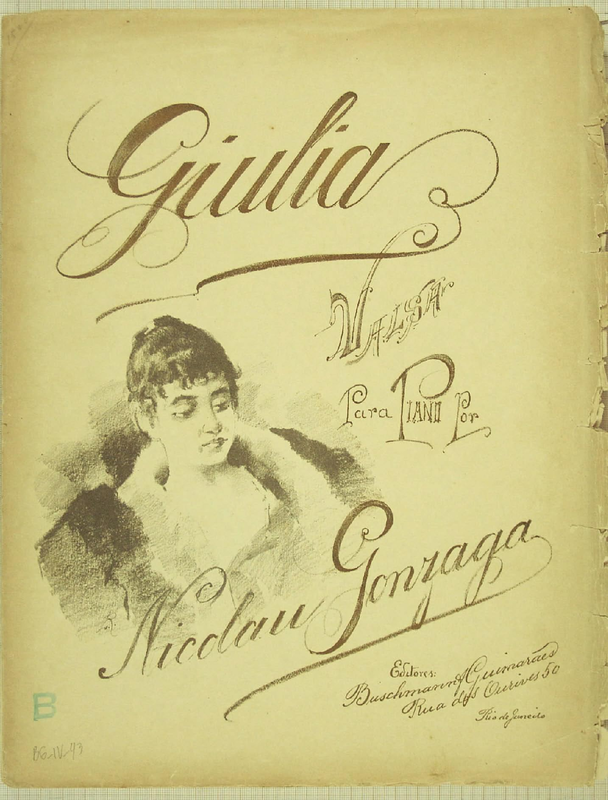 Giulia
Valsa
Para Piano Por
Nicolau Gonzaga
Editores:
Buschmann & Guimarães
Rua dos Ourives 50
Rio de Janeiro
B